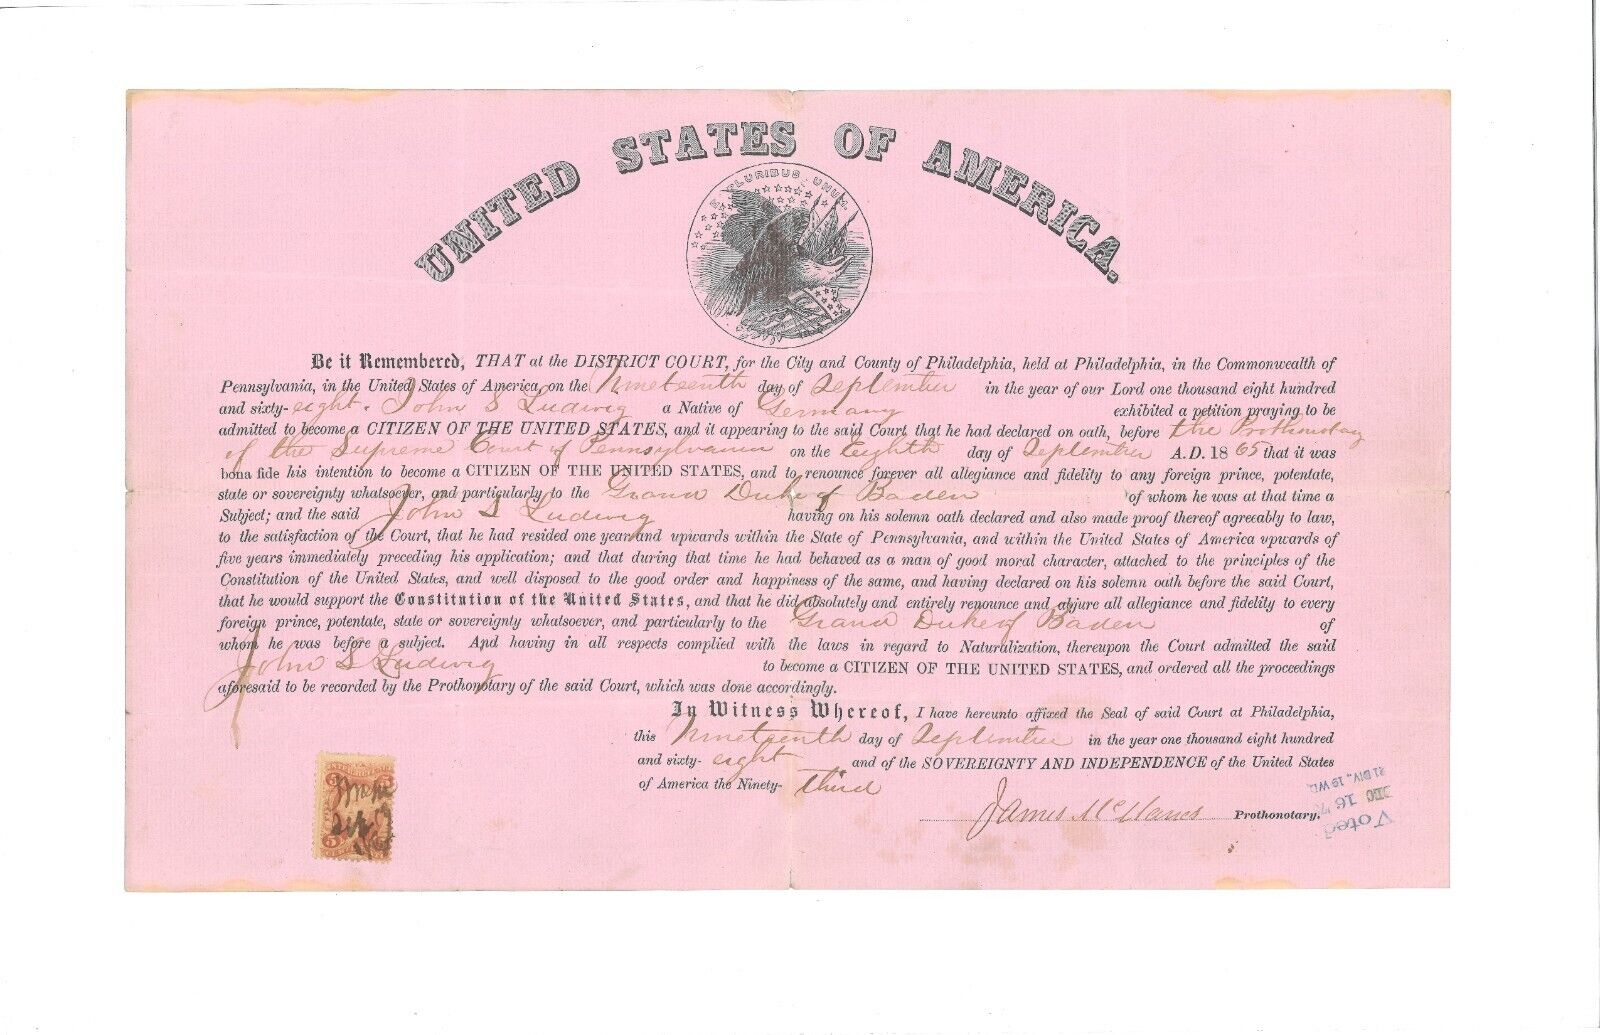 UNITED STATES OF AMERICA.
E PLURIBUS UNUM.
Be it Remembered, THAT at the DISTRICT COURT, for the City and County of Philadelphia, held at Philadelphia, in the Commonwealth of
Pennsylvania, in the United States of America, on the Nineteenth day of September in the year of our Lord one thousand eight hundred
and sixty-eight. John S Ludwig a Native of Germany exhibited a petition praying to be
admitted to become a CITIZEN OF THE UNITED STATES, and it appearing to the said Court, that he had declared on oath, before the Prothonotay
of the Supreme Court of Pennsylvania on the Eighth day of September A.D. 1865 that it was
bona fide his intention to become a CITIZEN OF THE UNITED STATES, and to renounce forever all allegiance and fidelity to any foreign prince, potentate,
state or sovereignty whatsoever, and particularly to the Grand Duke of Baden of whom he was at that time a
Subject; and the said John S Ludwig having on his solemn oath declared and also made proof thereof agreeably to law,
to the satisfaction of the Court, that he had resided one year and upwards within the State of Pennsylvania, and within the United States of America upwards of
five years immediately preceding his application; and that during that time he had behaved as a man of good moral character, attached to the principles of the
Constitution of the United States, and well disposed to the good order and happiness of the same, and having declared on his solemn oath before the said Court,
that he would support the Constitution of the United States, and that he did absolutely and entirely renounce and abjure all allegiance and fidelity to every
foreign prince, potentate, state or sovereignty whatsoever, and particularly to the Grand Duke of Baden of
whom he was before a subject. And having in all respects complied with the laws in regard to Naturalization, thereupon the Court admitted the said
John S Ludwig to become a CITIZEN OF THE UNITED STATES, and ordered all the proceedings
aforesaid to be recorded by the Prothonotary of the said Court, which was done accordingly.
In Witness Whereof, I have hereunto affixed the Seal of said Court at Philadelphia,
this Nineteenth day of September in the year one thousand eight hundred
and sixty-eight and of the SOVEREIGNTY AND INDEPENDENCE of the United States
of America the Ninety-third
James McManes Prothonotary.
Voted
DEC 16
21 DIV., 19 WD.
5 5
5 5